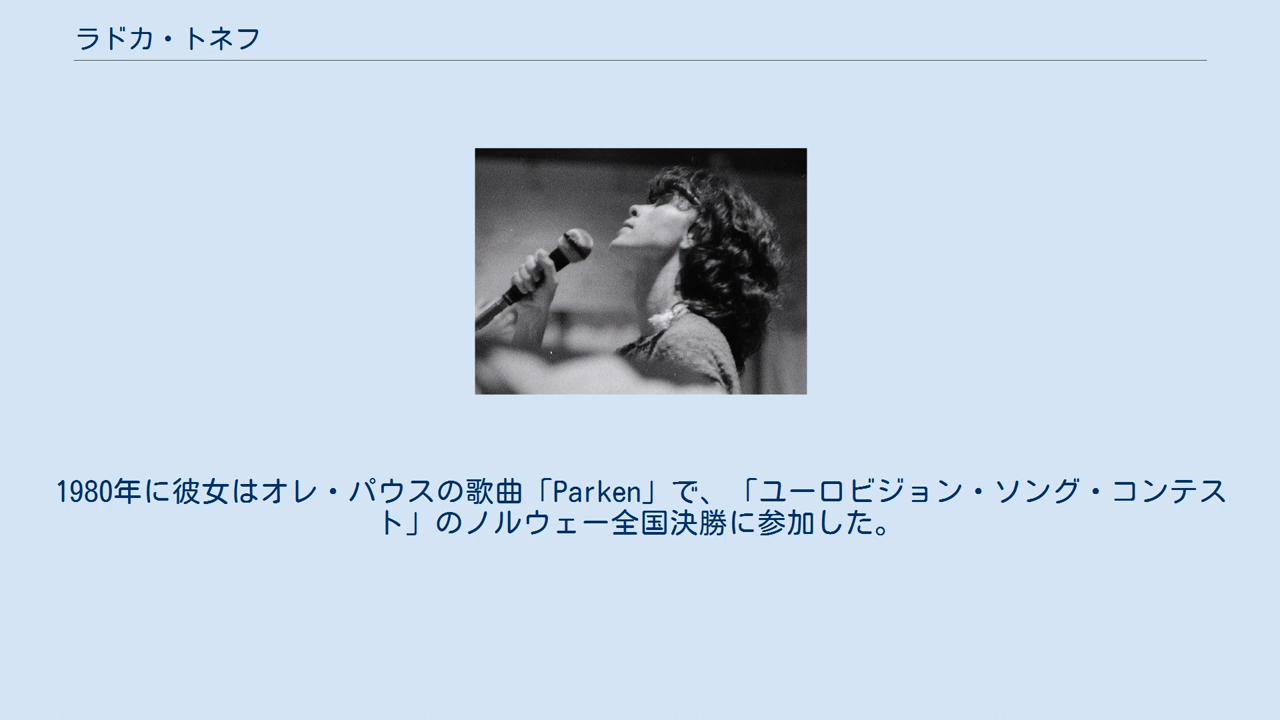 ラドカ・トネフ
1980年に彼女はオレ・パウスの歌曲「Parken」で、「ユーロビジョン・ソング・コンテス
ト」のノルウェー全国決勝に参加した。